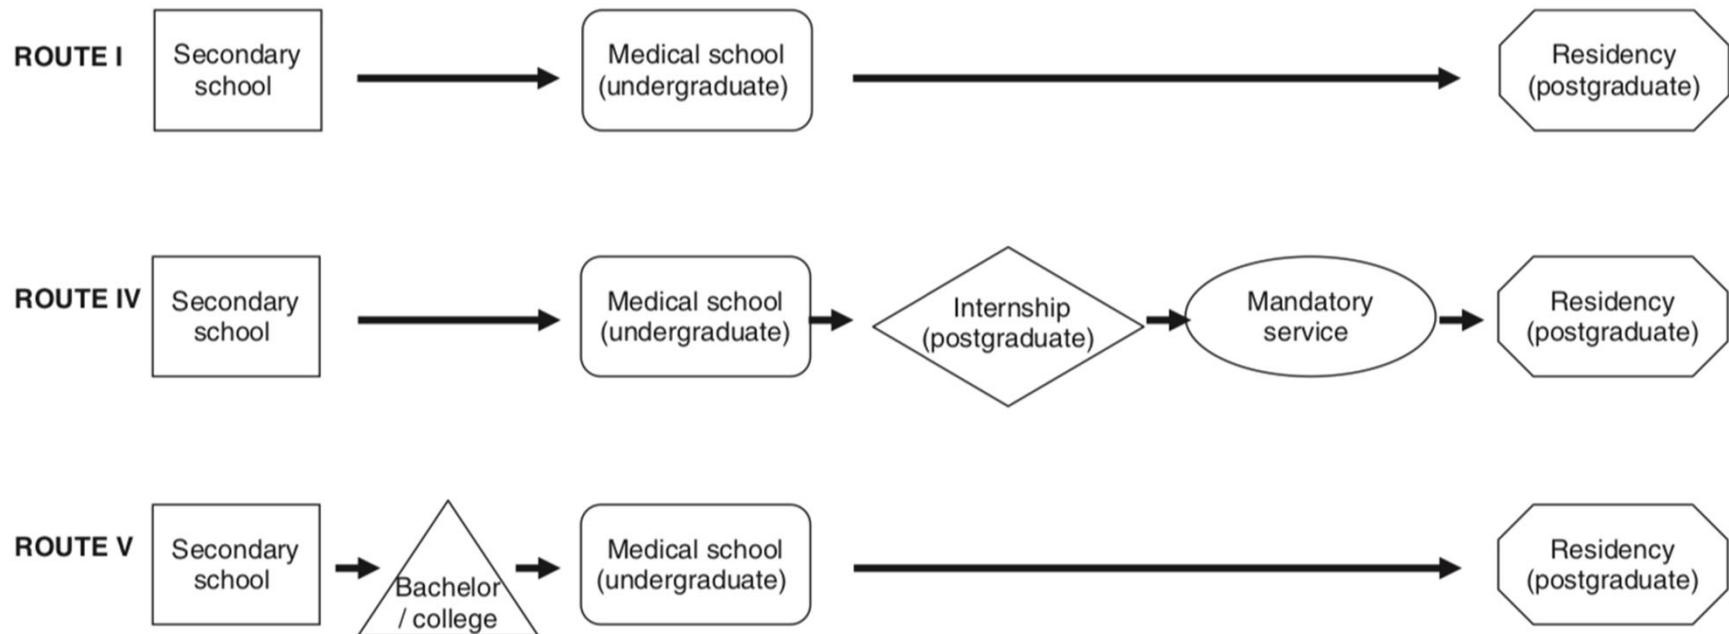 ROUTE I
Secondary
school
Medical school
(undergraduate)
Residency
(postgraduate)
ROUTE IV
Secondary
school
Medical school
(undergraduate)
Internship
(postgraduate)
Mandatory
service
Residency
(postgraduate)
ROUTE V
Secondary
school
Bachelor
/ college
Medical school
(undergraduate)
Residency
(postgraduate)